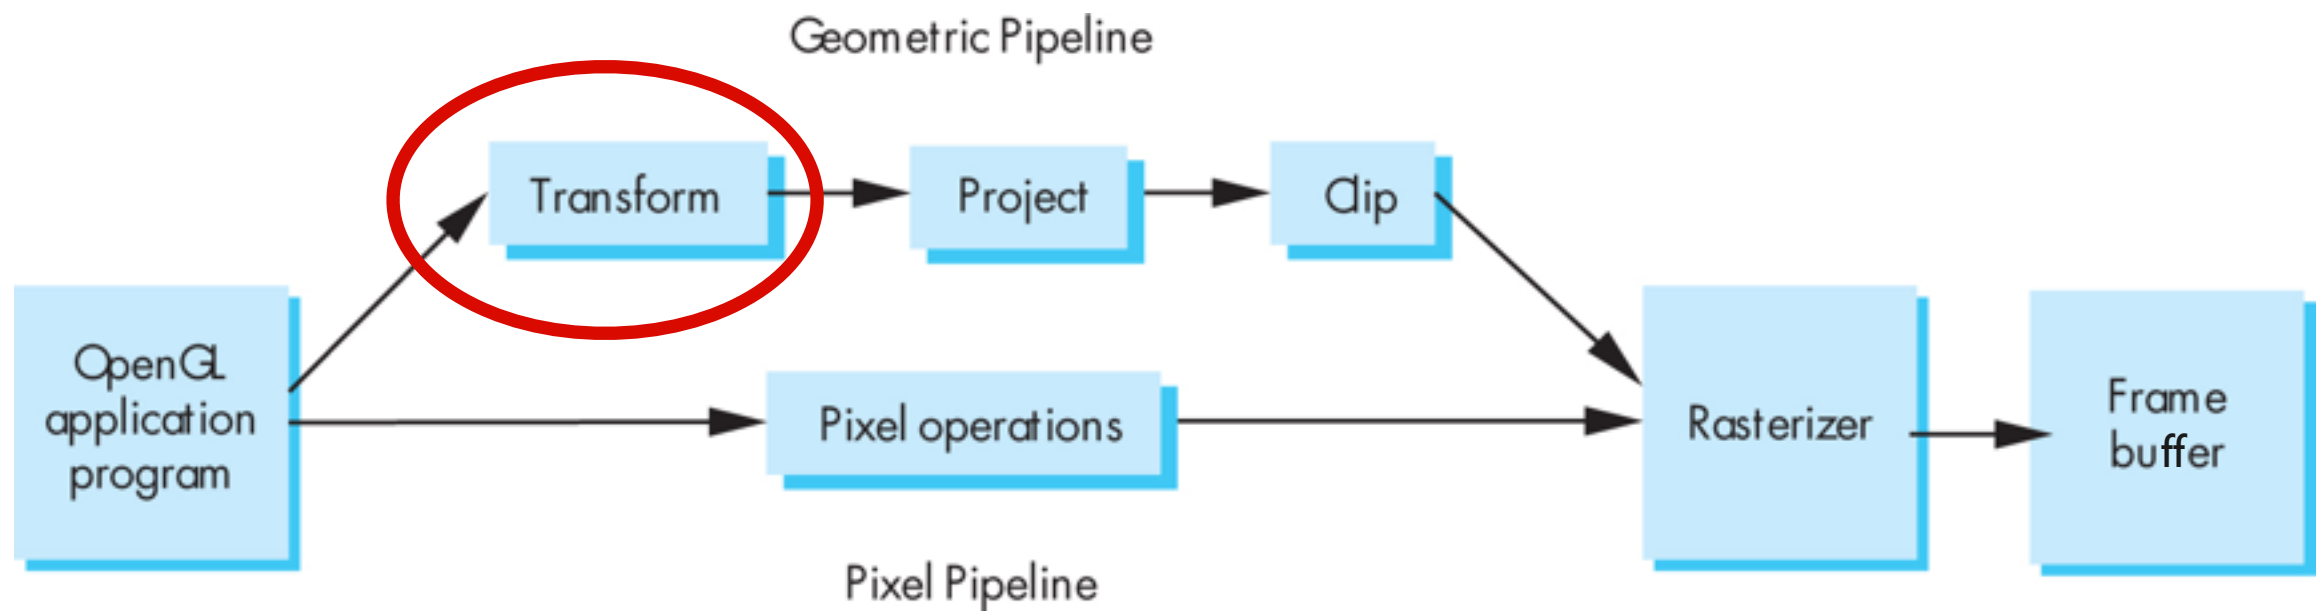 Geometric Pipeline
Transform
Project
Clip
OpenGL
application
program
Pixel operations
Rasterizer
Frame
buffer
Pixel Pipeline